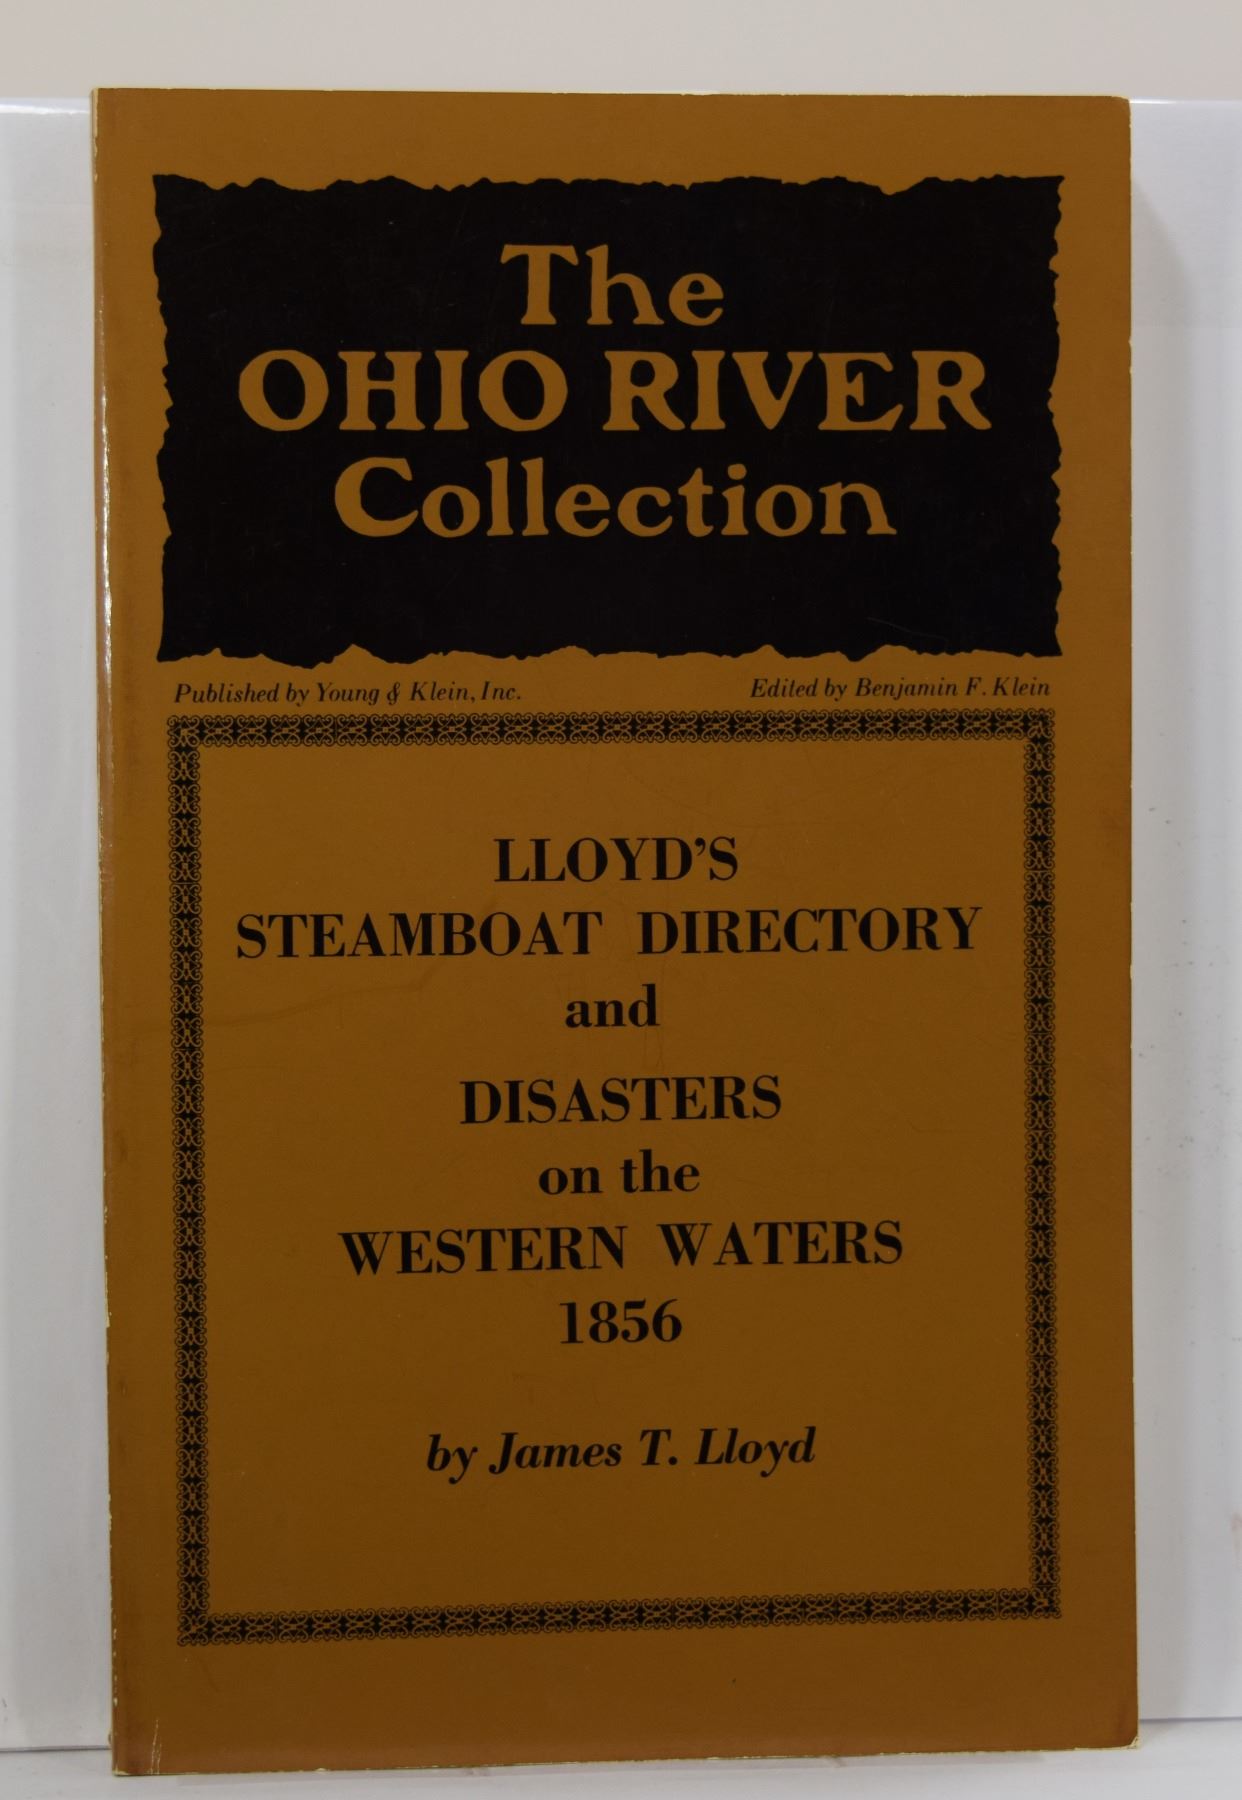 The
OHIO RIVER
Collection
Published by Young & Klein, Inc.
Edited by Benjamin F. Klein
LLOYD'S
STEAMBOAT DIRECTORY
and
DISASTERS
on the
WESTERN WATERS
1856
by James T. Lloyd